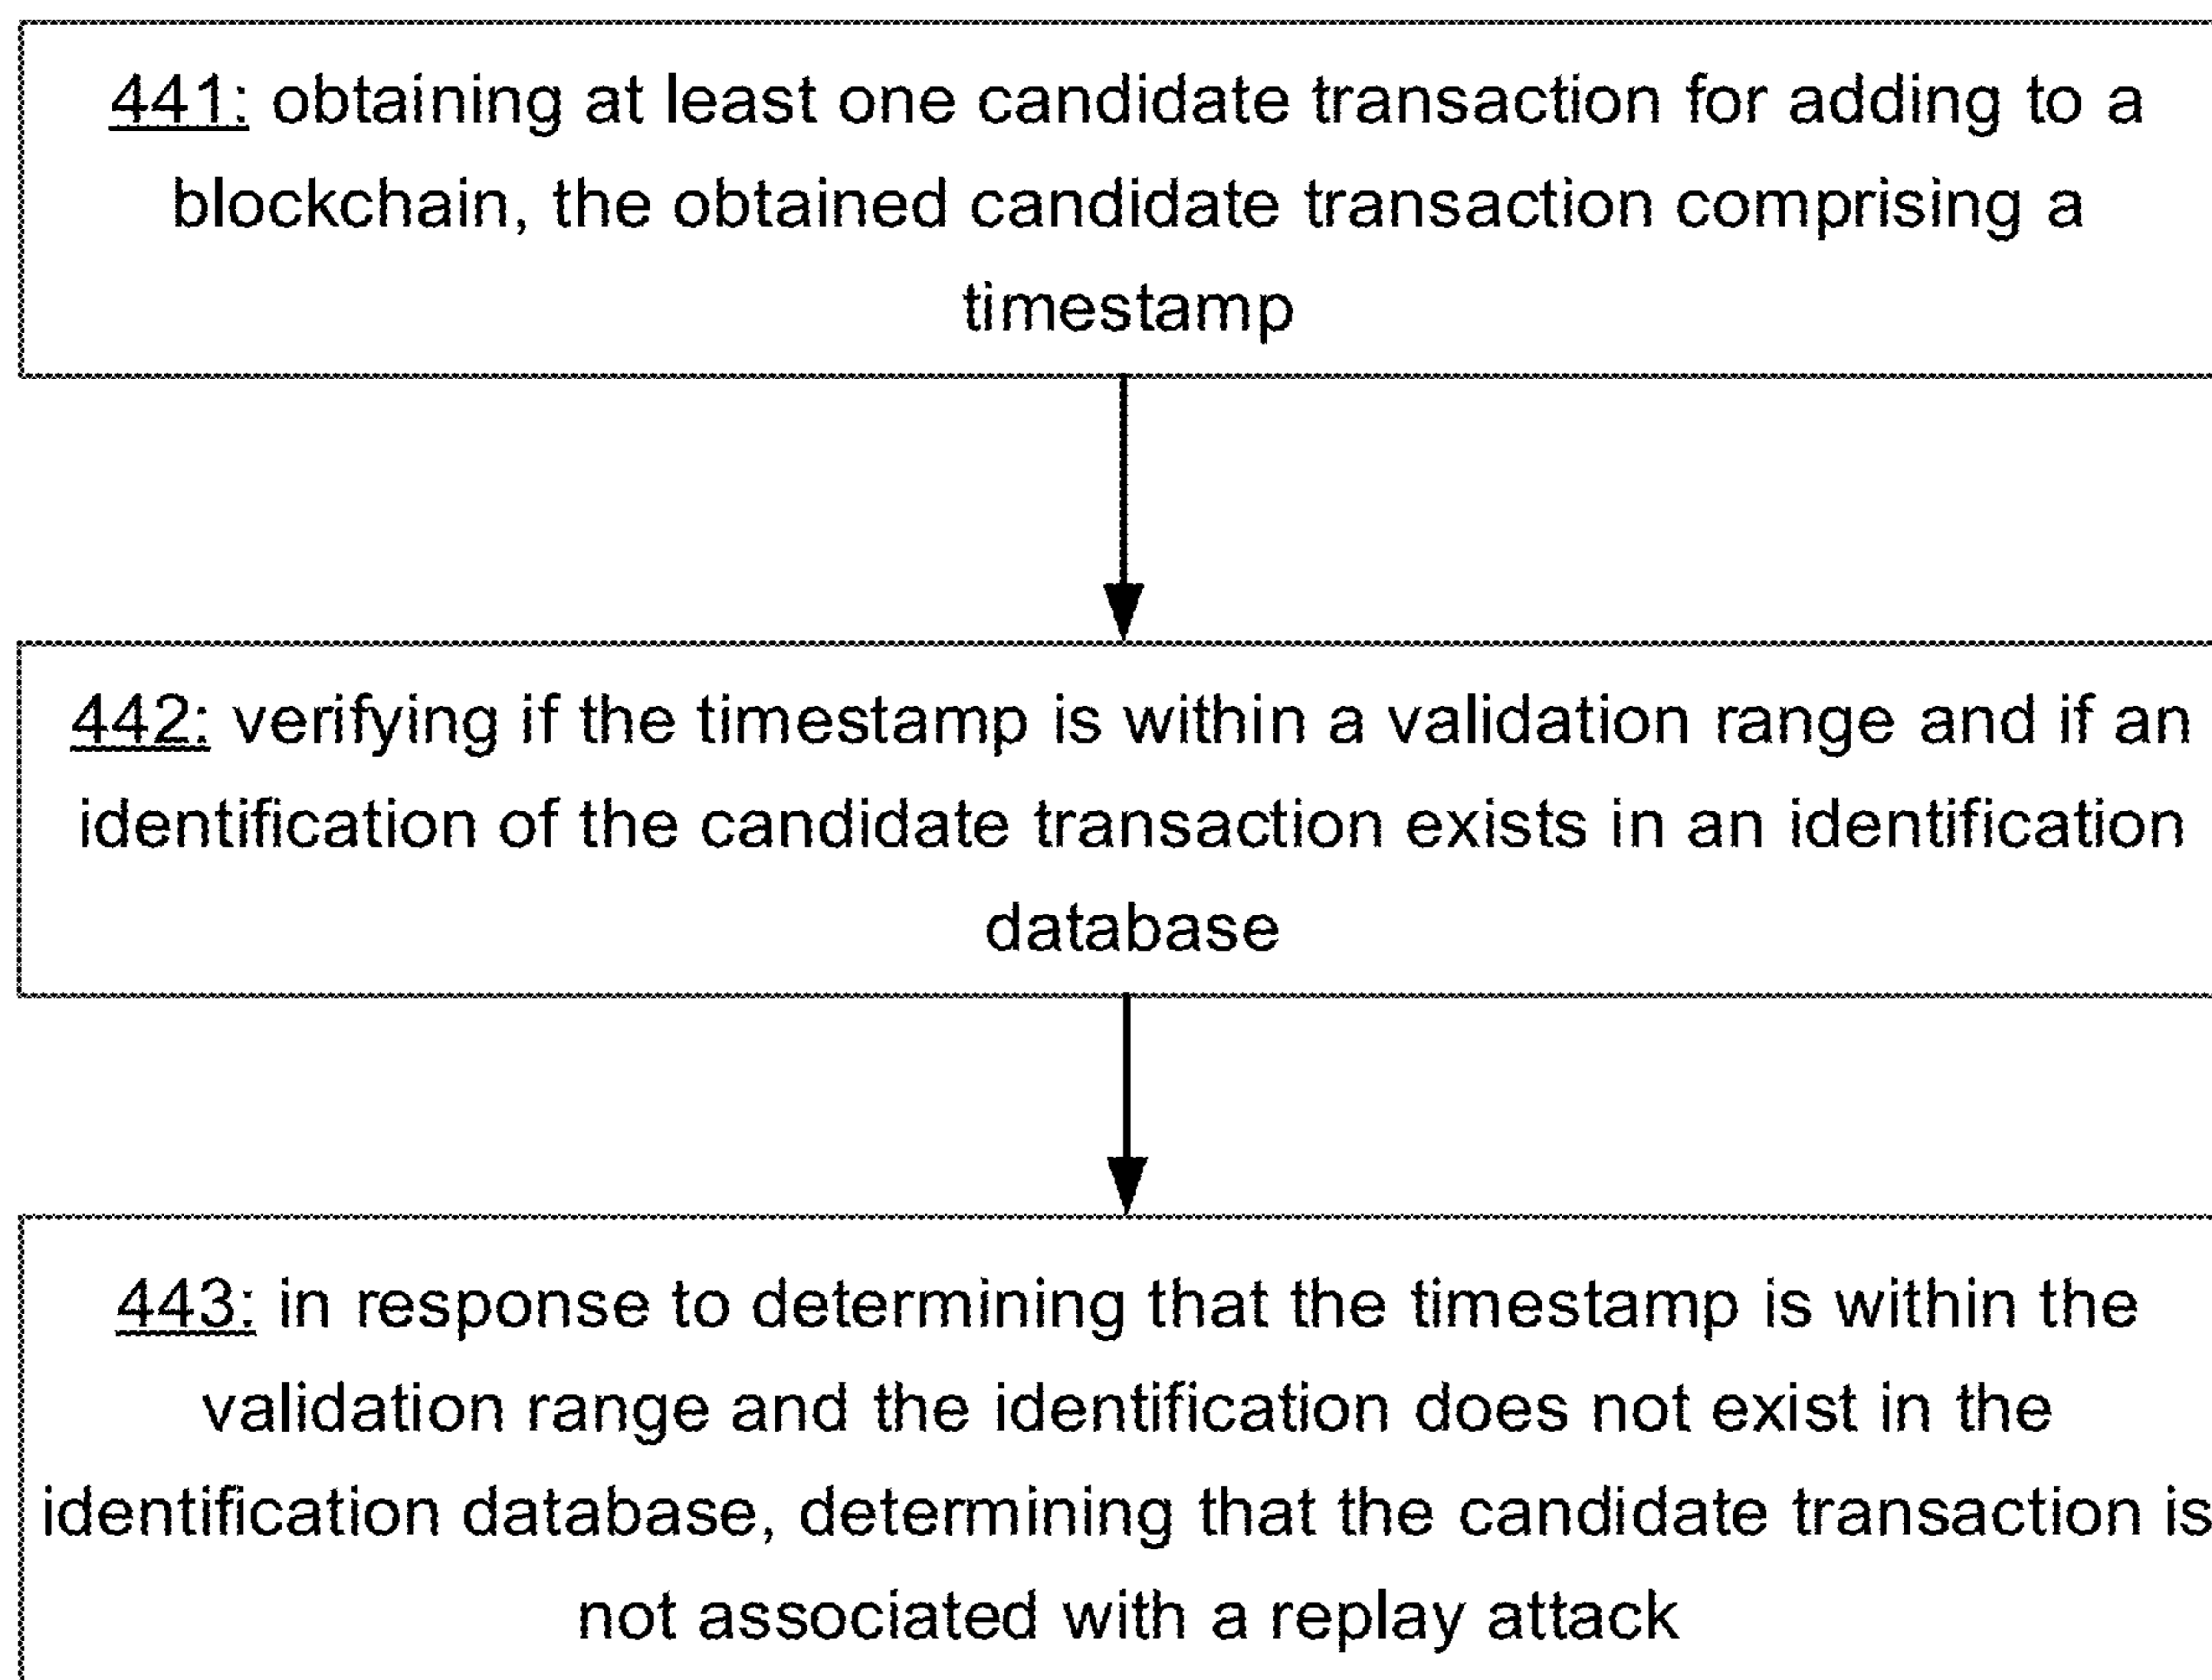 441: obtaining at least one candidate transaction for adding to a
blockchain, the obtained candidate transaction comprising a
timestamp
442: verifying if the timestamp is within a validation range and if an
identification of the candidate transaction exists in an identification
database
443: in response to determining that the timestamp is within the
validation range and the identification does not exist in the
identification database, determining that the candidate transaction is
not associated with a replay attack